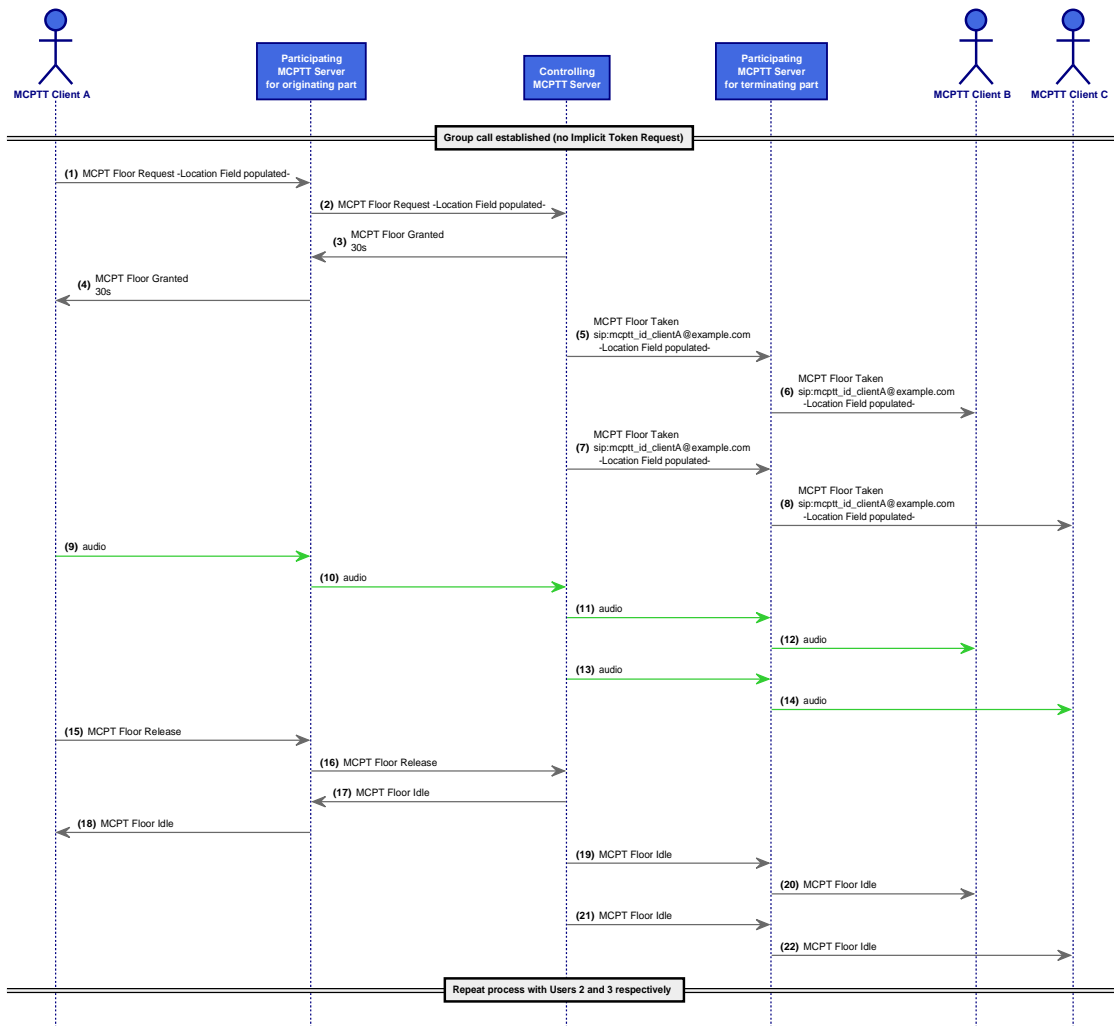 Participating
MCPTT Server
for originating part
Controlling
MCPTT Server
Participating
MCPTT Server
for terminating part
MCPTT Client A
MCPTT Client B
MCPTT Client C
Group call established (no Implicit Token Request)
(1) MCPT Floor Request -Location Field populated-
(2) MCPT Floor Request -Location Field populated-
(3) MCPT Floor Granted
30s
(4) MCPT Floor Granted
30s
MCPT Floor Taken
(5) sip:mcptt_id_clientA@example.com
-Location Field populated-
MCPT Floor Taken
(6) sip:mcptt_id_clientA@example.com
-Location Field populated-
MCPT Floor Taken
(7) sip:mcptt_id_clientA@example.com
-Location Field populated-
MCPT Floor Taken
(8) sip:mcptt_id_clientA@example.com
-Location Field populated-
(9) audio
(10) audio
(11) audio
(12) audio
(13) audio
(14) audio
(15) MCPT Floor Release
(16) MCPT Floor Release
(17) MCPT Floor Idle
(18) MCPT Floor Idle
(19) MCPT Floor Idle
(20) MCPT Floor Idle
(21) MCPT Floor Idle
(22) MCPT Floor Idle
Repeat process with Users 2 and 3 respectively